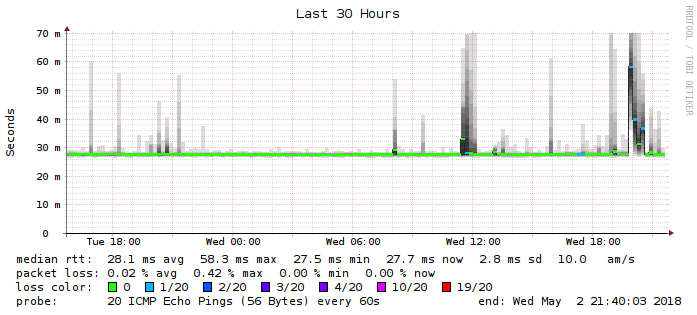 Last 30 Hours
RRDTOOL / TOBI OETIKER
Seconds
70 m
60 m
50 m
40 m
30 m
20 m
10 m
0
Tue 18:00 Wed 00:00 Wed 06:00 Wed 12:00 Wed 18:00
median rtt: 28.1 ms avg 58.3 ms max 27.5 ms min 27.7 ms now 2.8 ms sd 10.0 am/s
packet loss: 0.02 % avg 0.42 % max 0.00 % min 0.00 % now
loss color: 0 1/20 2/20 3/20 4/20 10/20 19/20
probe: 20 ICMP Echo Pings (56 Bytes) every 60s end: Wed May 2 21:40:03 2018